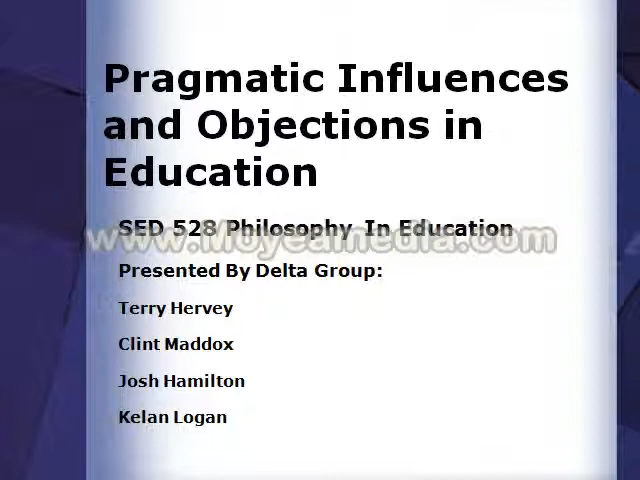 Pragmatic Influences
and Objections in
Education
SED 528 Philosophy In Education
www.Moyeamedia.com
Presented By Delta Group:
Terry Hervey
Clint Maddox
Josh Hamilton
Kelan Logan